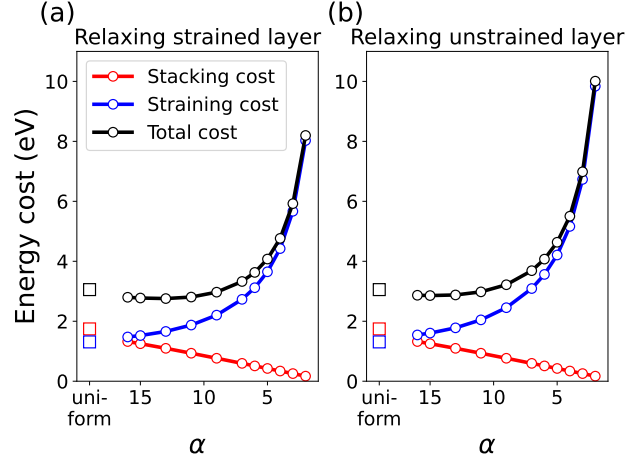 (a)
(b)
Relaxing strained layer
Relaxing unstrained layer
Energy cost (eV)
10
8
6
4
2
0
Stacking cost
Straining cost
Total cost
uni-
form
15
10
5
α
10
8
6
4
2
0
uni-
form
15
10
5
α